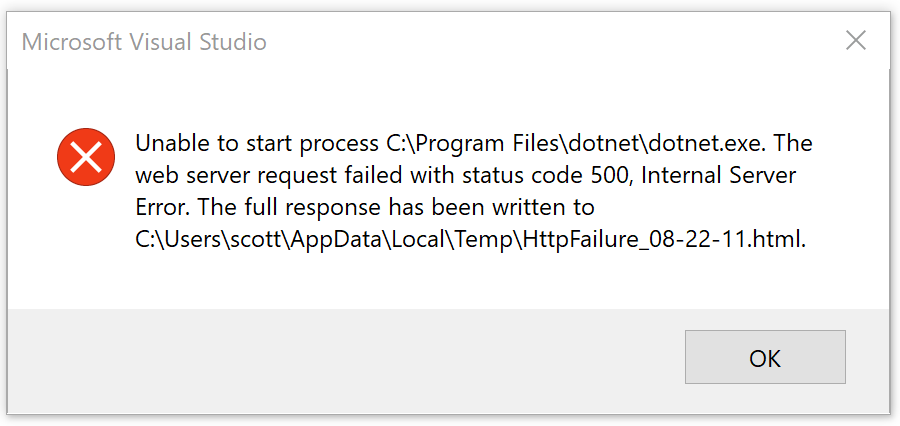 Microsoft Visual Studio
Unable to start process C:\Program Files\dotnet\dotnet.exe. The
web server request failed with status code 500, Internal Server
Error. The full response has been written to
C:\Users\scott\AppData\Local\Temp\HttpFailure_08-22-11.html.
OK